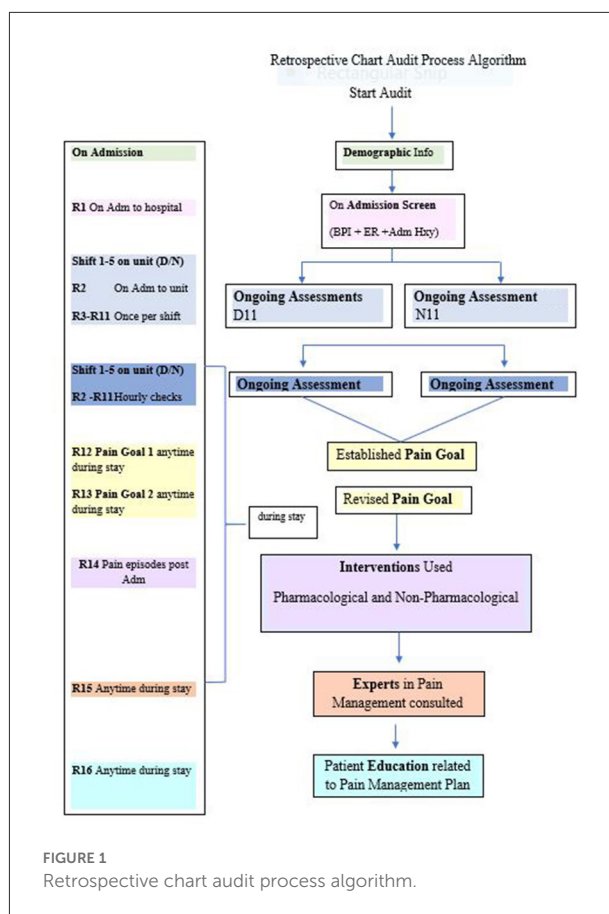 Retrospective Chart Audit Process Algorithm
Rectangular Snip
Start Audit
On Admission
R1 On Adm to hospital
Shift 1-5 on unit (D/N)
R2 On Adm to unit
R3-R11 Once per shift
Shift 1-5 on unit (D/N)
R2 -R11 Hourly checks
R12 Pain Goal 1 anytime
during stay
R13 Pain Goal 2 anytime
during stay
R14 Pain episodes post
Adm
R15 Anytime during stay
R16 Anytime during stay
during stay
Demographic Info
On Admission Screen
(BPI + ER +Adm Hxy)
Ongoing Assessments
D11
Ongoing Assessment
N11
Ongoing Assessment
Ongoing Assessment
Established Pain Goal
Revised Pain Goal
Interventions Used
Pharmacological and Non-Pharmacological
Experts in Pain
Management consulted
Patient Education related
to Pain Management Plan
FIGURE 1
Retrospective chart audit process algorithm.